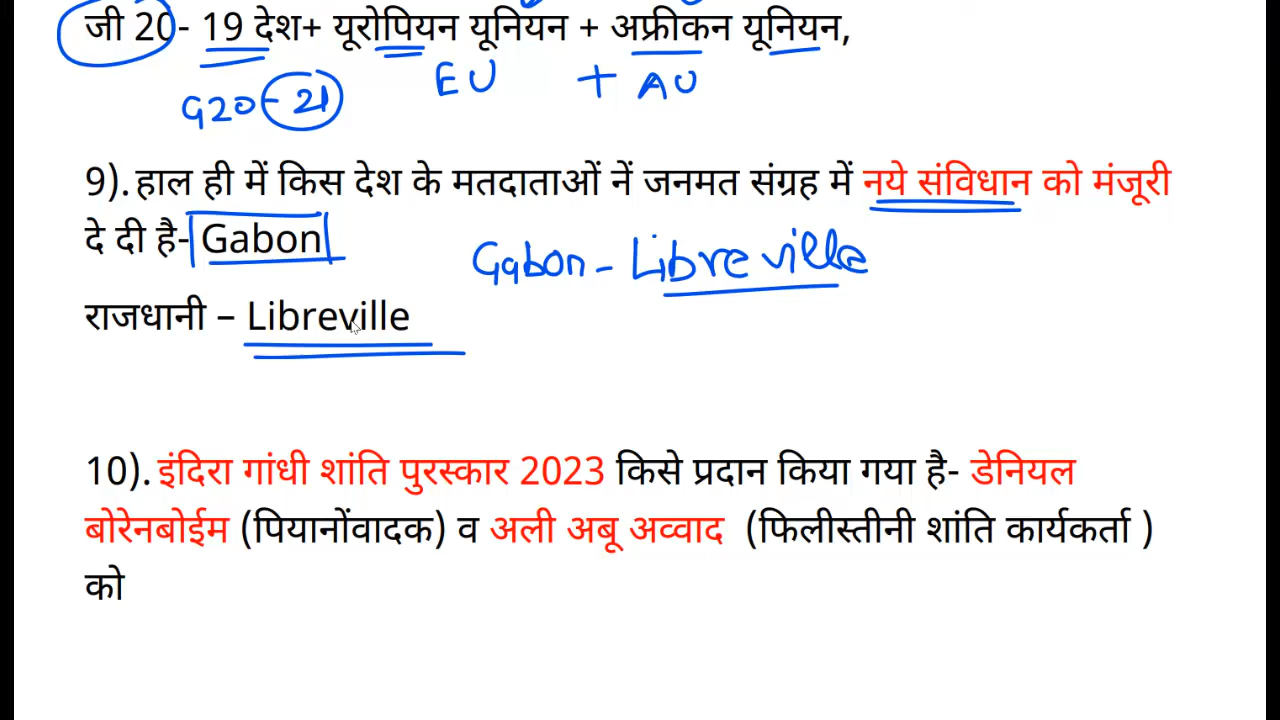 जी 20- 19 देश+ यूरोपियन यूनियन + अफ्रीकन यूनियन,
EU + AU
G20 - 21
9). हाल ही में किस देश के मतदाताओं नें जनमत संग्रह में नये संविधान को मंजूरी
दे दी है- Gabon
Gabon - Libreville
राजधानी – Libreville
10). इंदिरा गांधी शांति पुरस्कार 2023 किसे प्रदान किया गया है- डेनियल
बोरेनबोईम (पियानोंवादक) व अली अबू अव्वाद (फिलीस्तीनी शांति कार्यकर्ता )
को